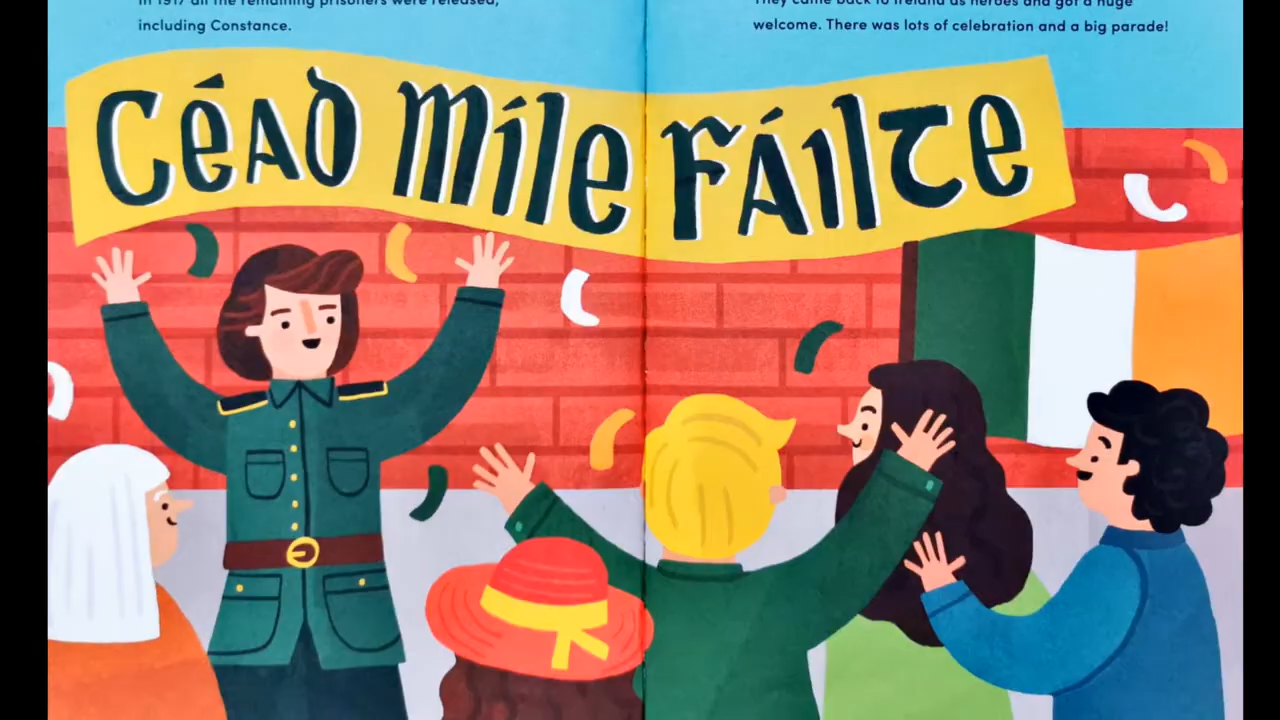 In 1917 all the remaining prisoners were released,
including Constance.
They came back to Ireland as heroes and got a huge
welcome. There was lots of celebration and a big parade!
Céad Míle Fáilte